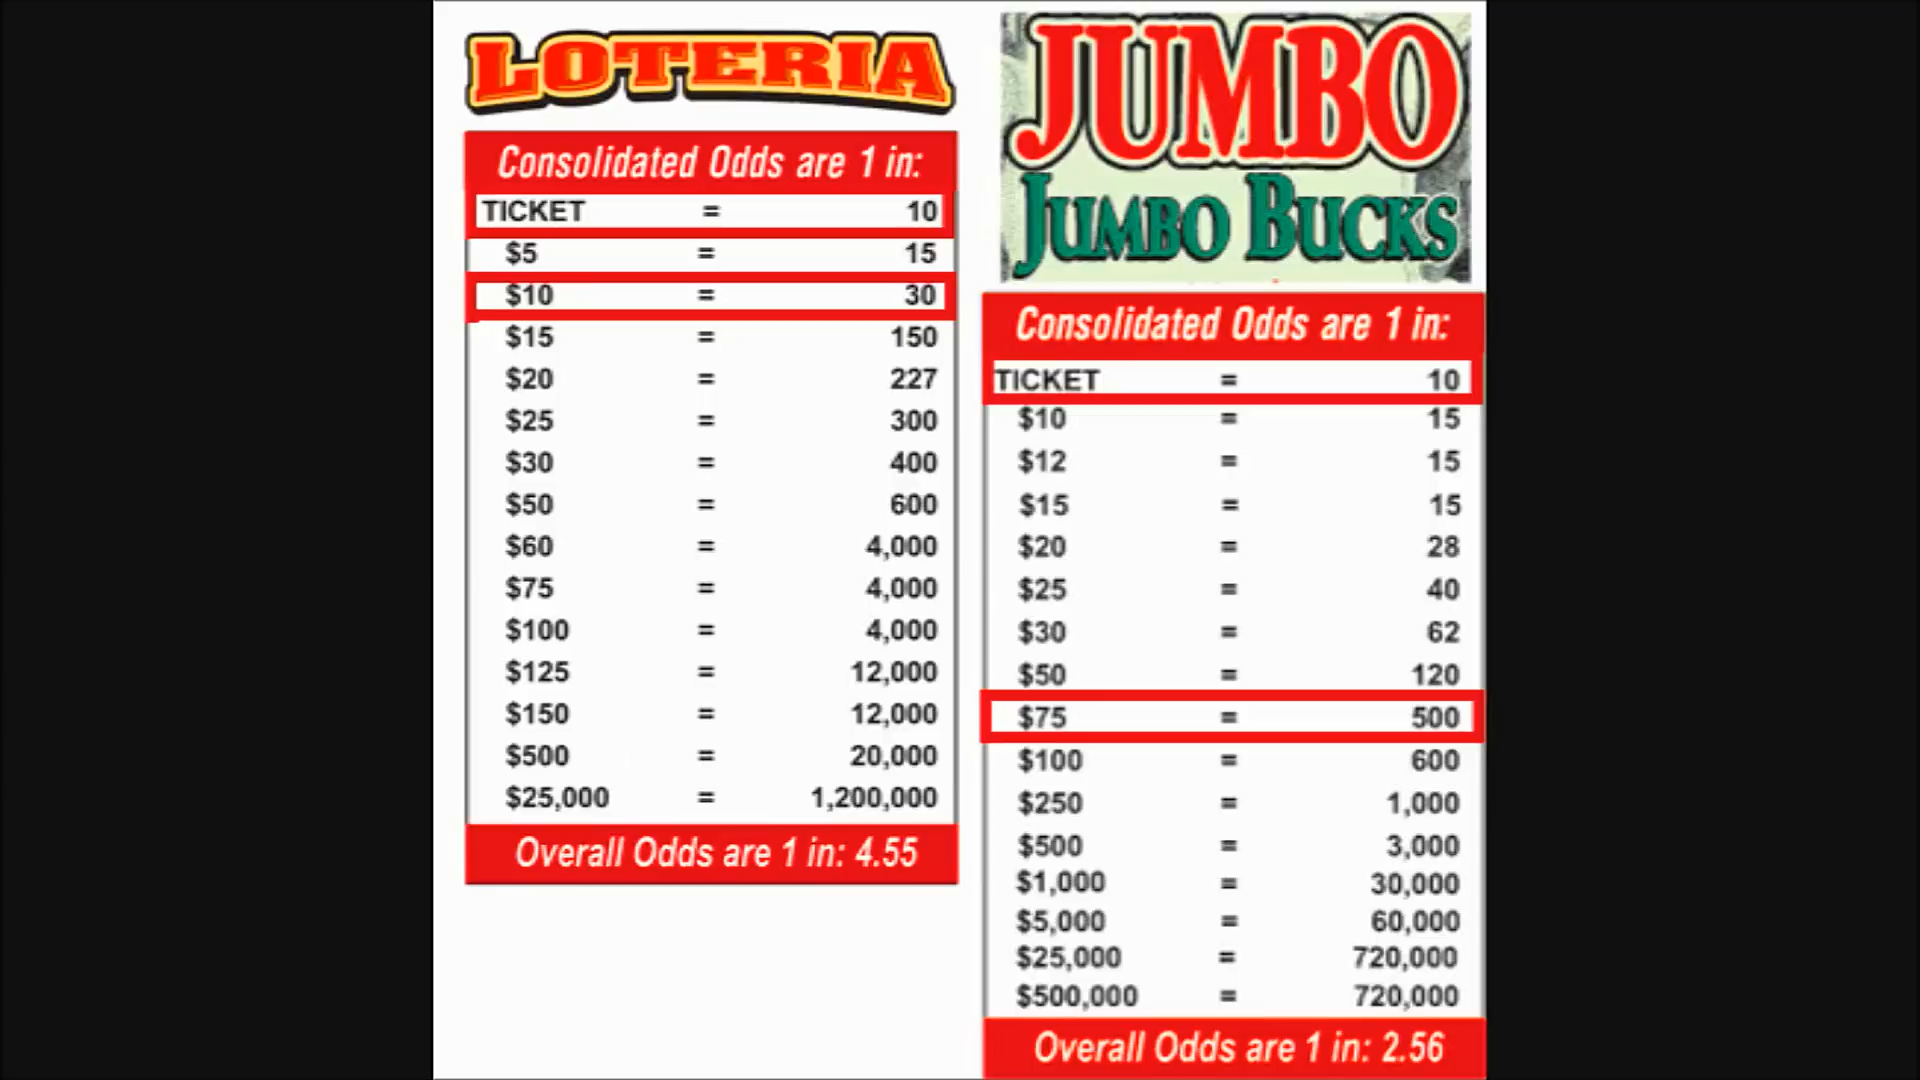 LOTERIA
Consolidated Odds are 1 in:
TICKET = 10
$5 = 15
$10 = 30
$15 = 150
$20 = 227
$25 = 300
$30 = 400
$50 = 600
$60 = 4,000
$75 = 4,000
$100 = 4,000
$125 = 12,000
$150 = 12,000
$500 = 20,000
$25,000 = 1,200,000
Overall Odds are 1 in: 4.55
JUMBO
JUMBO BUCKS
Consolidated Odds are 1 in:
TICKET = 10
$10 = 15
$12 = 15
$15 = 15
$20 = 28
$25 = 40
$30 = 62
$50 = 120
$75 = 500
$100 = 600
$250 = 1,000
$500 = 3,000
$1,000 = 30,000
$5,000 = 60,000
$25,000 = 720,000
$500,000 = 720,000
Overall Odds are 1 in: 2.56